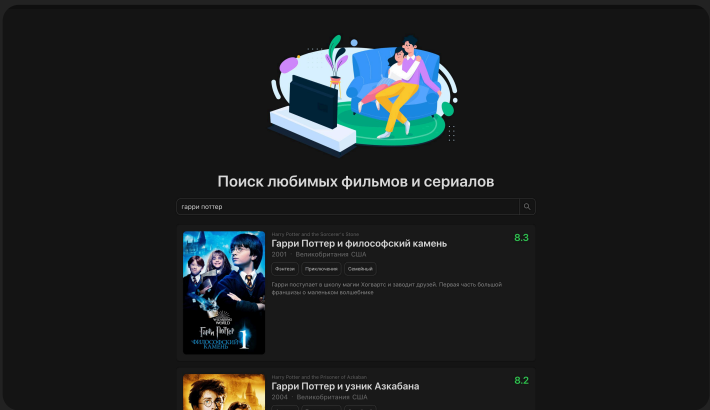 Поиск любимых фильмов и сериалов
гарри поттер
Harry Potter and the Sorcerer's Stone
Гарри Поттер и философский камень
8.3
2001 Великобритания США
Фэнтези Приключения Семейный
Гарри поступает в школу магии Хогвартс и заводит друзей. Первая часть большой
франшизы о маленьком волшебнике
WIZARDING
WORLD
Гарри Поттер
ФИЛОСОФСКИЙ
КАМЕНЬ
1
Harry Potter and the Prisoner of Azkaban
Гарри Поттер и узник Азкабана
8.2
2004 Великобритания США